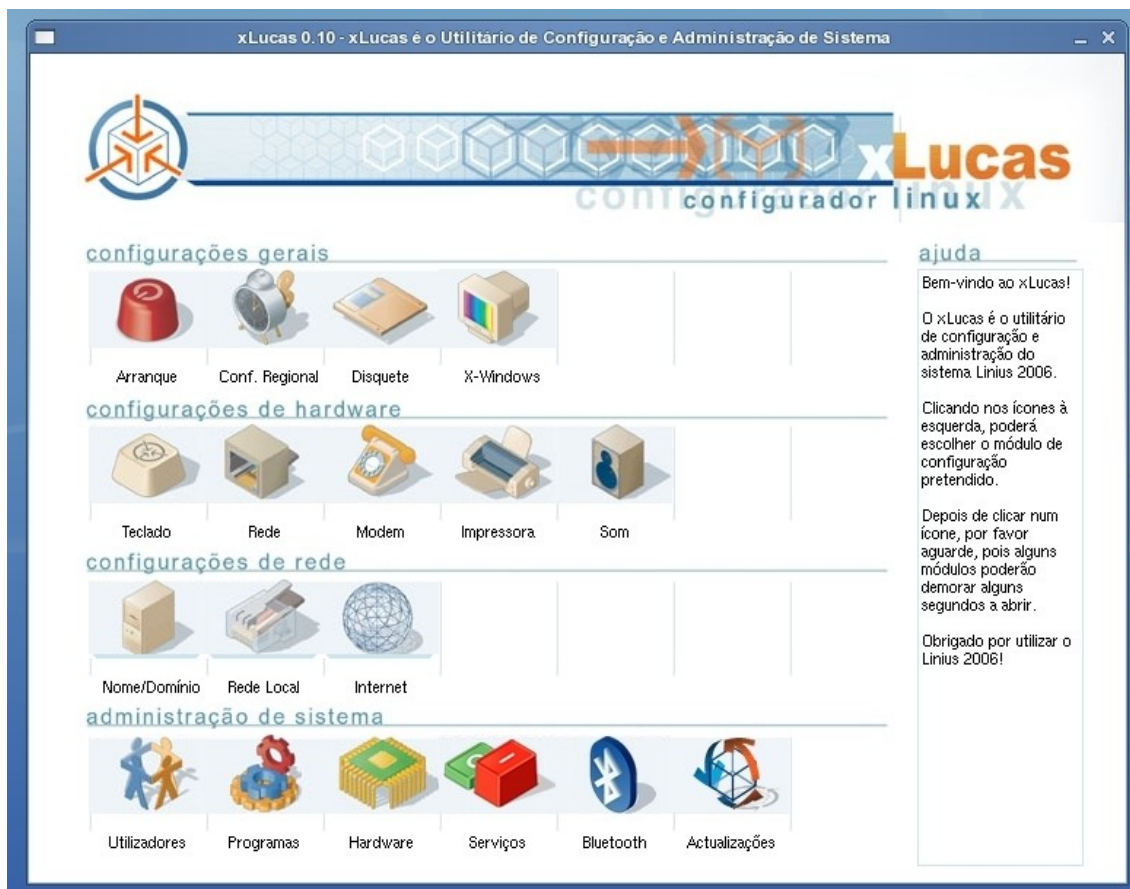 xLucas 0.10 - xLucas é o Utilitário de Configuração e Administração de Sistema
xLucas
configurador linux
configurações gerais
Arranque Conf. Regional Disquete X-Windows
configurações de hardware
Teclado Rede Modem Impressora Som
configurações de rede
Nome/Domínio Rede Local Internet
administração de sistema
Utilizadores Programas Hardware Serviços Bluetooth Actualizações
ajuda
Bem-vindo ao xLucas!
O xLucas é o utilitário
de configuração e
administração do
sistema Linius 2006.
Clicando nos ícones à
esquerda, poderá
escolher o módulo de
configuração
pretendido.
Depois de clicar num
ícone, por favor
aguarde, pois alguns
módulos poderão
demorar alguns
segundos a abrir.
Obrigado por utilizar o
Linius 2006!